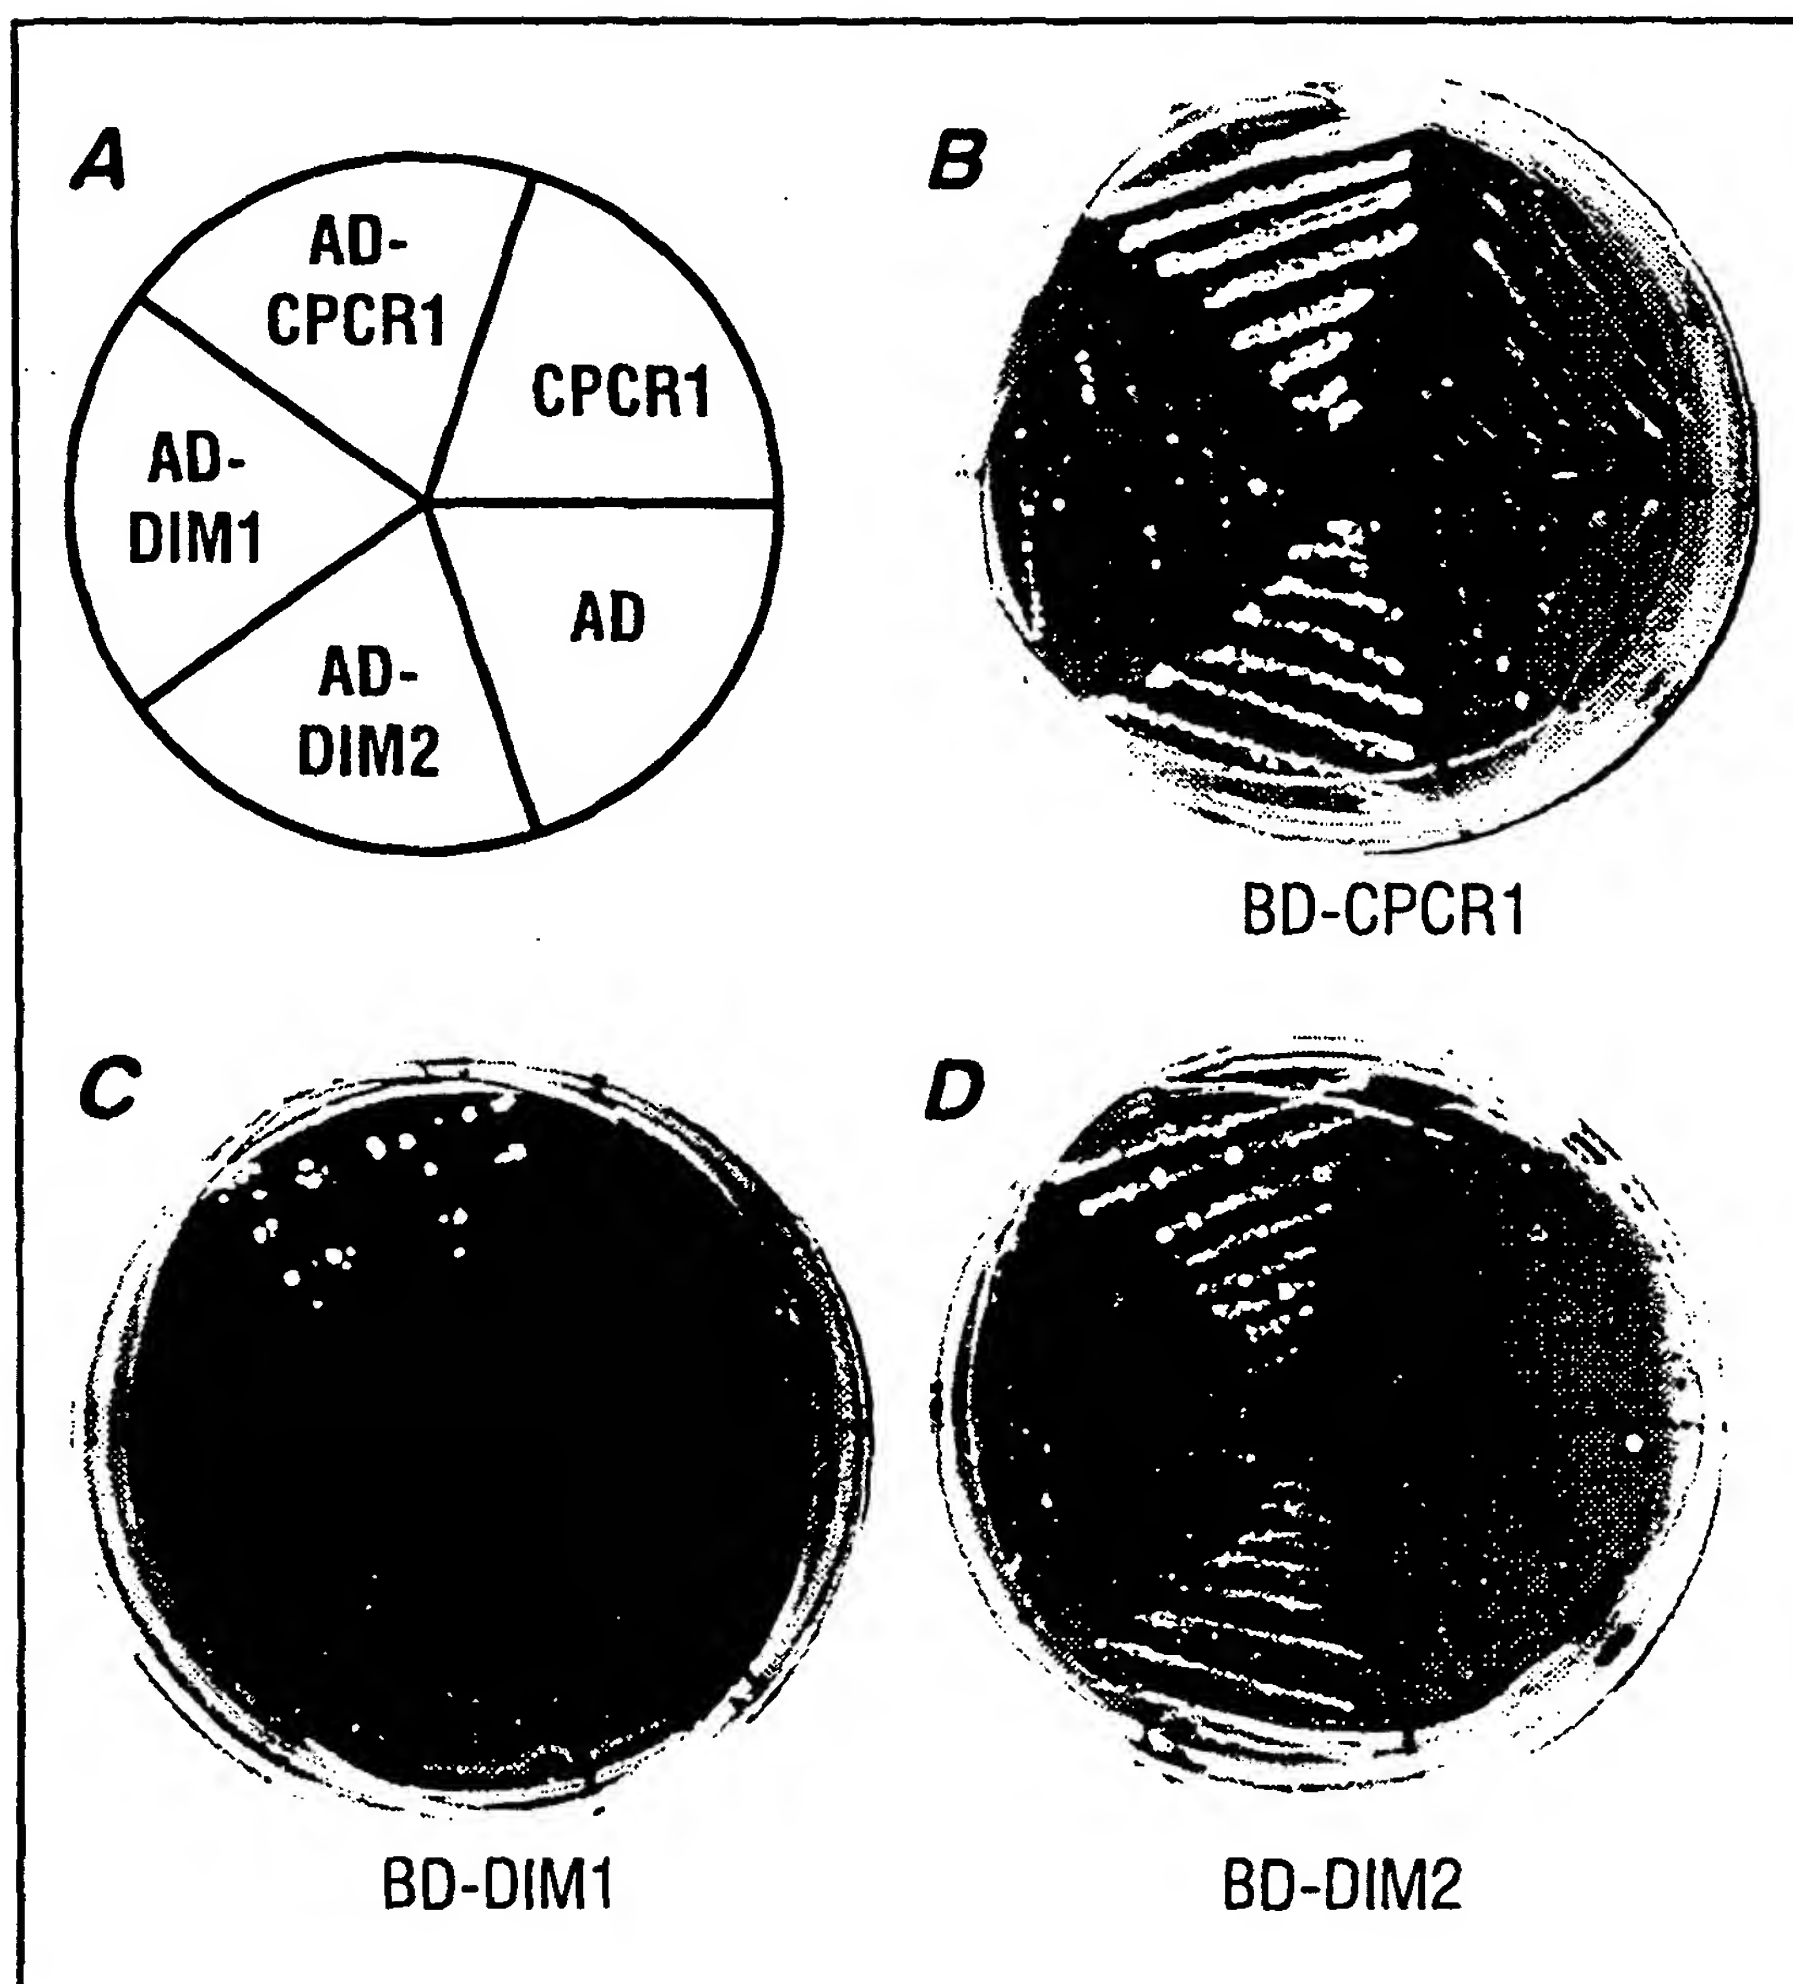 A
AD-
CPCR1
CPCR1
AD-
DIM1
AD
AD-
DIM2
B
BD-CPCR1
C
BD-DIM1
D
BD-DIM2